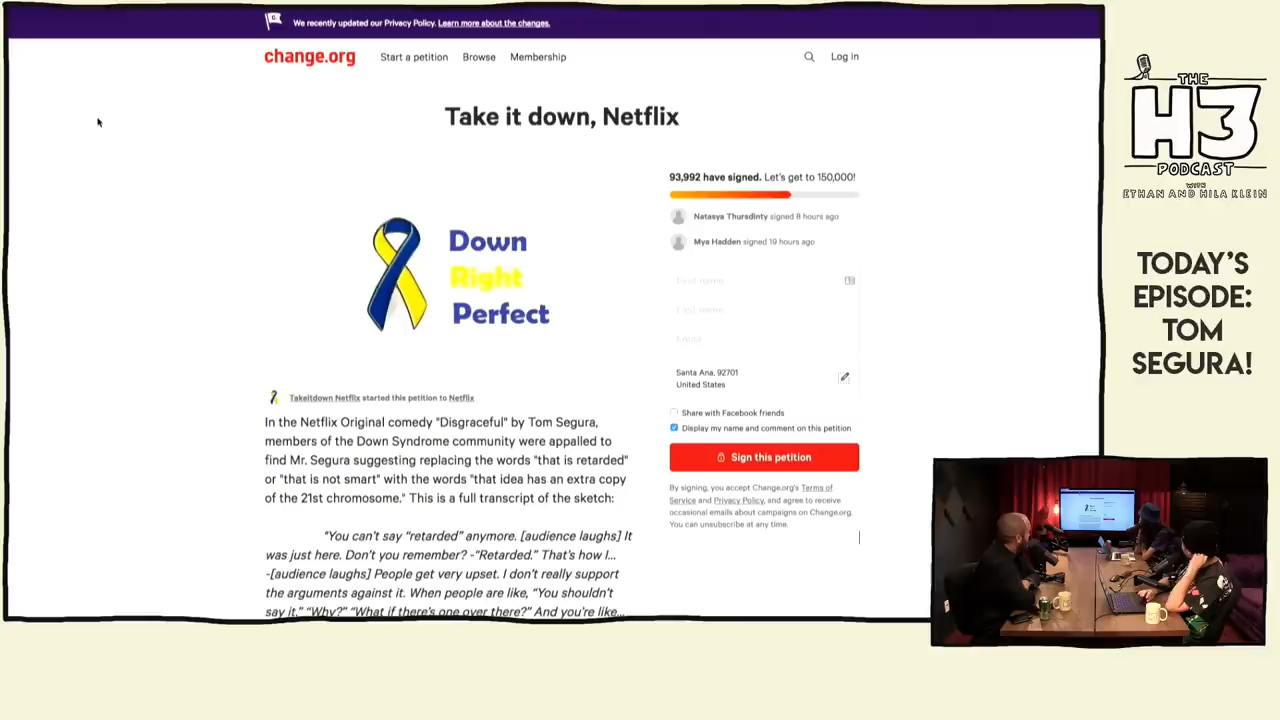 We recently updated our Privacy Policy. Learn more about the changes.
change.org
Start a petition
Browse
Membership
Log in
Take it down, Netflix
Down
Right
Perfect
93,992 have signed. Let's get to 150,000!
Natasya Thursdinty signed 8 hours ago
Mya Hadden signed 19 hours ago
First name
Last name
Email
Santa Ana, 92701
United States
Share with Facebook friends
Display my name and comment on this petition
Sign this petition
By signing, you accept Change.org's Terms of
Service and Privacy Policy, and agree to receive
occasional emails about campaigns on Change.org.
You can unsubscribe at any time.
Takeitdown Netflix started this petition to Netflix
In the Netflix Original comedy "Disgraceful" by Tom Segura,
members of the Down Syndrome community were appalled to
find Mr. Segura suggesting replacing the words "that is retarded"
or "that is not smart" with the words "that idea has an extra copy
of the 21st chromosome." This is a full transcript of the sketch:
"You can't say "retarded" anymore. [audience laughs] It
was just here. Don't you remember? -"Retarded." That's how I...
-[audience laughs] People get very upset. I don't really support
the arguments against it. When people are like, "You shouldn't
say it." "Why?" "What if there's one over there?" And you're like...
THE
H3
PODCAST
WITH
ETHAN AND HILA KLEIN
TODAY'S
EPISODE:
TOM
SEGURA!